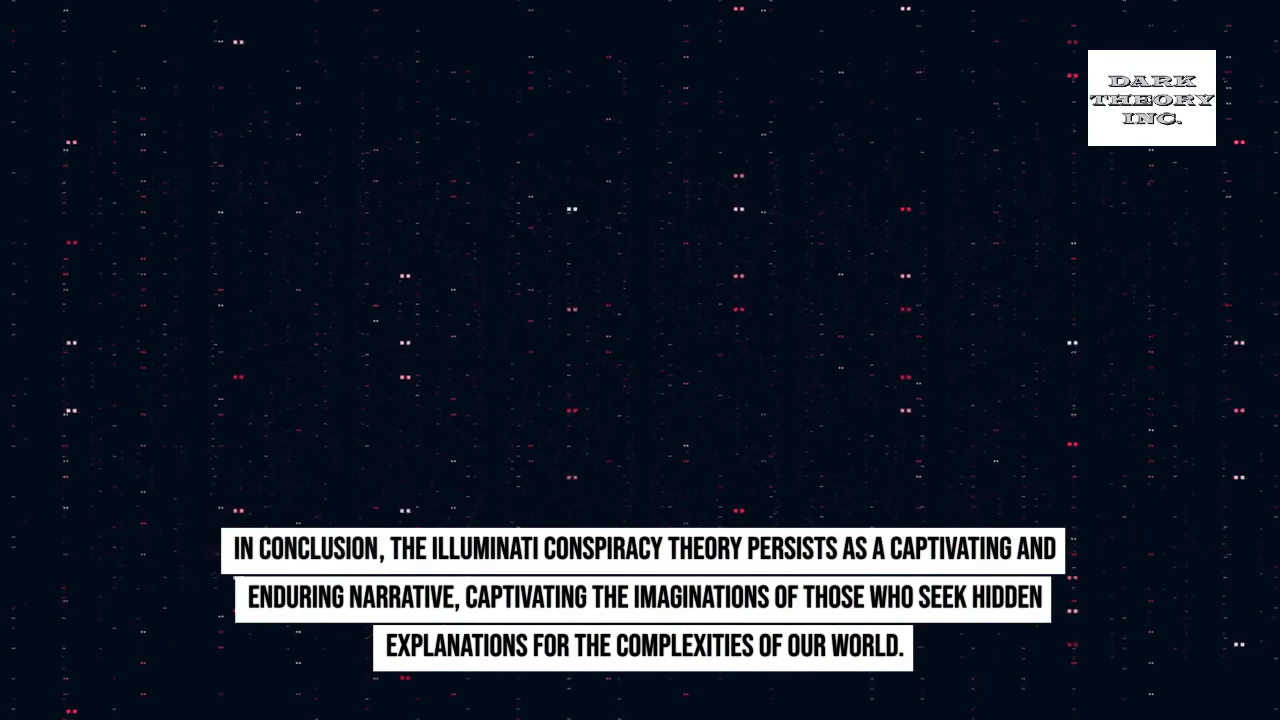 DARK
THEORY
INC.
IN CONCLUSION, THE ILLUMINATI CONSPIRACY THEORY PERSISTS AS A CAPTIVATING AND
ENDURING NARRATIVE, CAPTIVATING THE IMAGINATIONS OF THOSE WHO SEEK HIDDEN
EXPLANATIONS FOR THE COMPLEXITIES OF OUR WORLD.